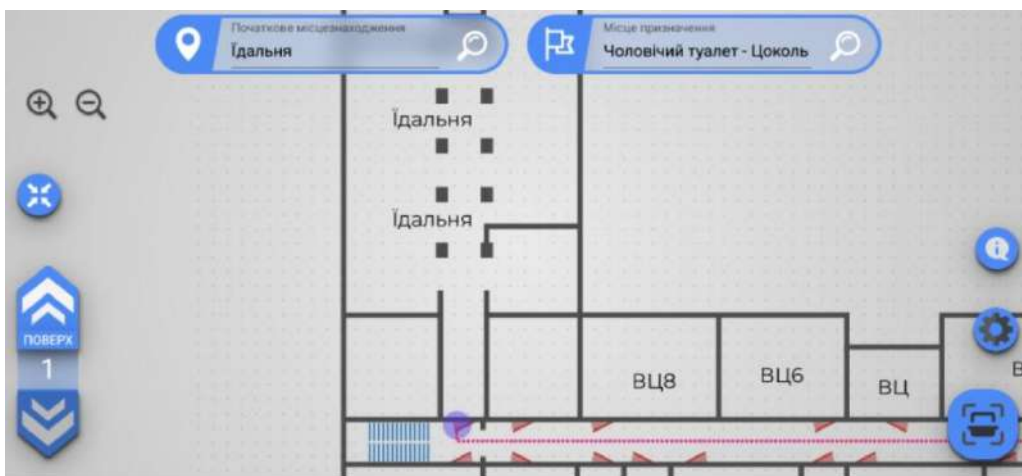 Початкове місцезнаходження
Їдальня
Місце призначення
Чоловічий туалет - Цоколь
Їдальня
Їдальня
ПОВЕРХ
1
ВЦ8
ВЦ6
ВЦ
В